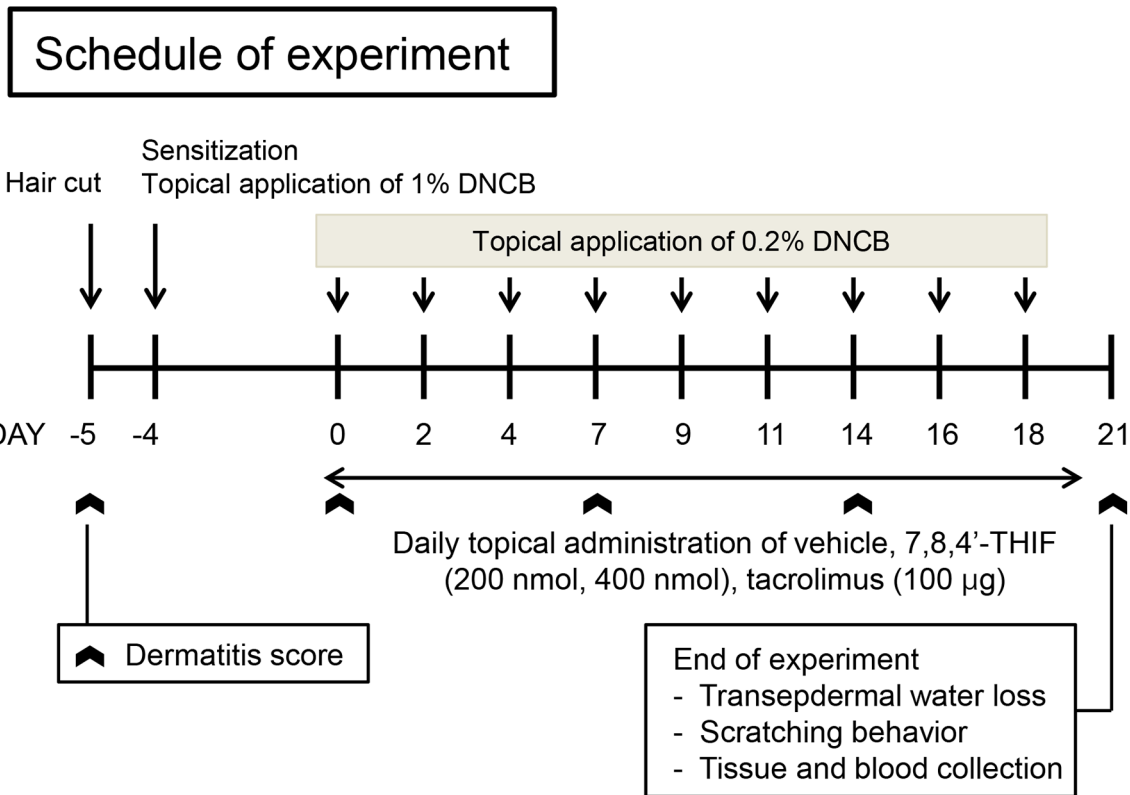 Schedule of experiment
Sensitization
Hair cut
Topical application of 1% DNCB
Topical application of 0.2% DNCB
DAY -5 -4 0 2 4 7 9 11 14 16 18 21
Daily topical administration of vehicle, 7,8,4’-THIF
(200 nmol, 400 nmol), tacrolimus (100 µg)
Dermatitis score
End of experiment
- Transepdermal water loss
- Scratching behavior
- Tissue and blood collection